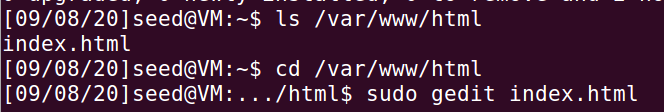 [09/08/20]seed@VM:~$ ls /var/www/html
index.html
[09/08/20]seed@VM:~$ cd /var/www/html
[09/08/20]seed@VM:.../html$ sudo gedit index.html